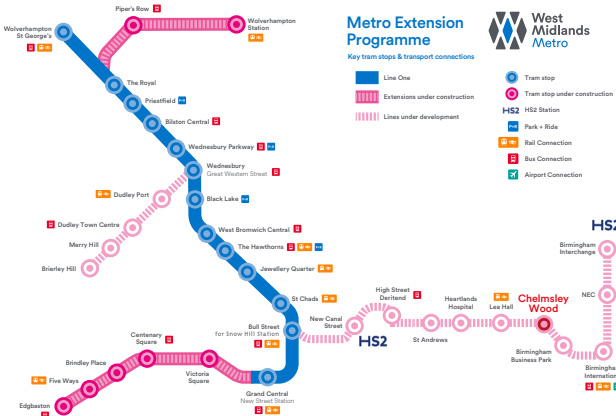 Piper's Row
Wolverhampton
St George's
Wolverhampton
Station
Metro Extension
Programme
Key tram stops & transport connections
West
Midlands
Metro
Line One
Extensions under construction
Lines under development
Tram stop
Tram stop under construction
HS2 HS2 Station
Park + Ride
Rail Connection
Bus Connection
Airport Connection
The Royal
Priestfield
Bilston Central
Wednesbury Parkway
Wednesbury
Great Western Street
Dudley Port
Black Lake
Dudley Town Centre
Merry Hill
Brierley Hill
West Bromwich Central
The Hawthorns
Jewellery Quarter
St Chads
Bull Street
for Snow Hill Station
New Canal
Street
HS2
High Street
Deritend
St Andrews
Heartlands
Hospital
Lea Hall
Chelmsley
Wood
Birmingham
Business Park
HS2
Birmingham
Interchange
NEC
Birmingham
Internation
Centenary
Square
Brindley Place
Five Ways
Edgbaston
Victoria
Square
Grand Central
New Street Station